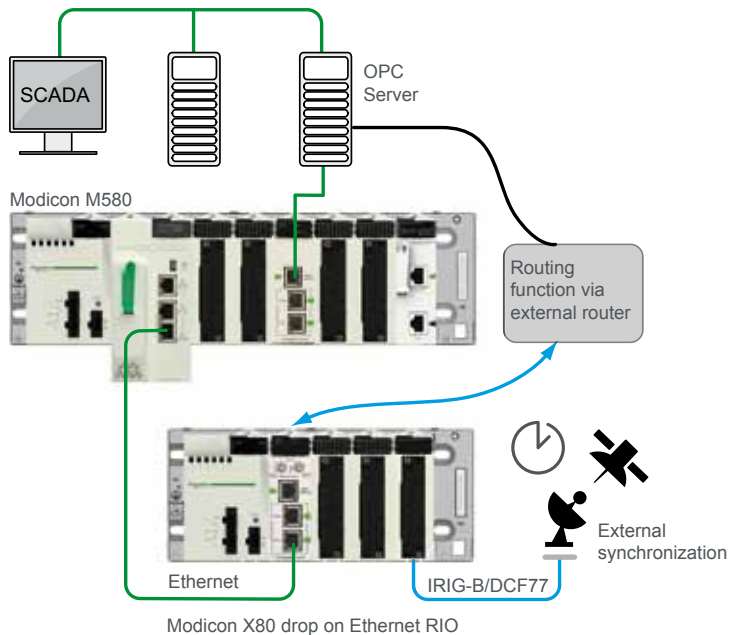 SCADA
OPC
Server
Modicon M580
Routing
function via
external router
External
synchronization
Ethernet
IRIG-B/DCF77
Modicon X80 drop on Ethernet RIO